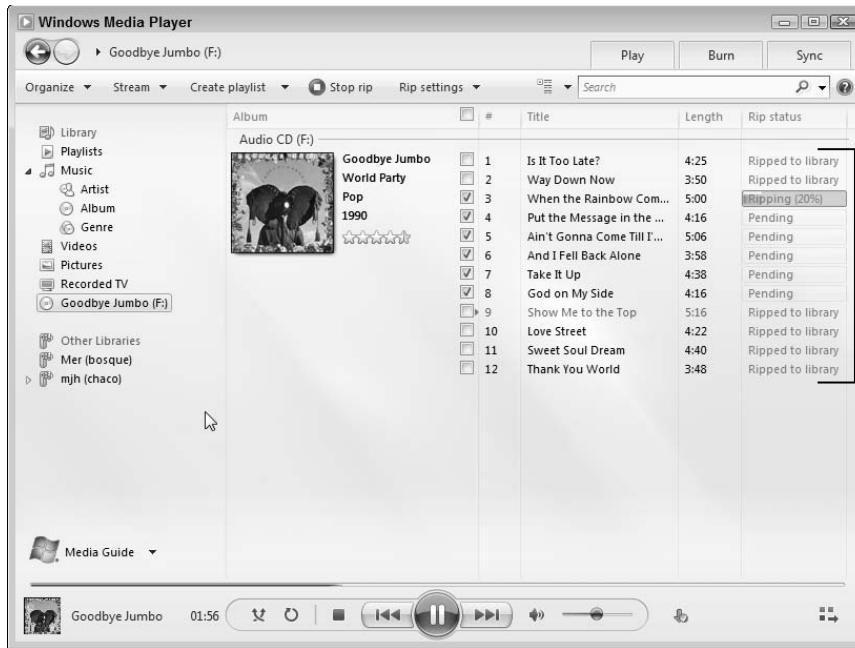 Windows Media Player
Goodbye Jumbo (F:)
Play Burn Sync
Organize Stream Create playlist Stop rip Rip settings Search
Album # Title Length Rip status
Library
Playlists
Music
Artist
Album
Genre
Videos
Pictures
Recorded TV
Goodbye Jumbo (F:)
Other Libraries
Mer (bosque)
mjh (chaco)
Audio CD (F:)
Goodbye Jumbo
World Party
Pop
1990
1 Is It Too Late? 4:25 Ripped to library
2 Way Down Now 3:50 Ripped to library
3 When the Rainbow Com... 5:00 Ripping (20%)
4 Put the Message in the ... 4:16 Pending
5 Ain't Gonna Come Till I'... 5:06 Pending
6 And I Fell Back Alone 3:58 Pending
7 Take It Up 4:38 Pending
8 God on My Side 4:16 Pending
9 Show Me to the Top 5:16 Ripped to library
10 Love Street 4:22 Ripped to library
11 Sweet Soul Dream 4:40 Ripped to library
12 Thank You World 3:48 Ripped to library
Media Guide
Goodbye Jumbo 01:56